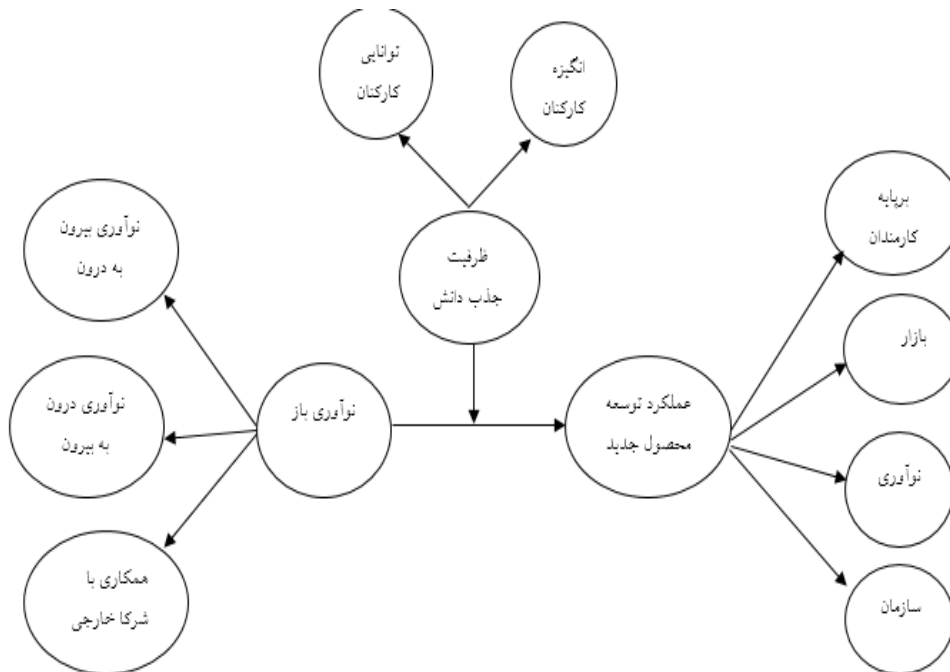 توانایی
کارکنان
انگیزه
کارکنان
ظرفیت
جذب دانش
برپایه
کارمندان
نوآوری بیرون
به درون
بازار
نوآوری درون
به بیرون
نوآوری باز
عملکرد توسعه
محصول جدید
نوآوری
همکاری با
شرکا خارجی
سازمان